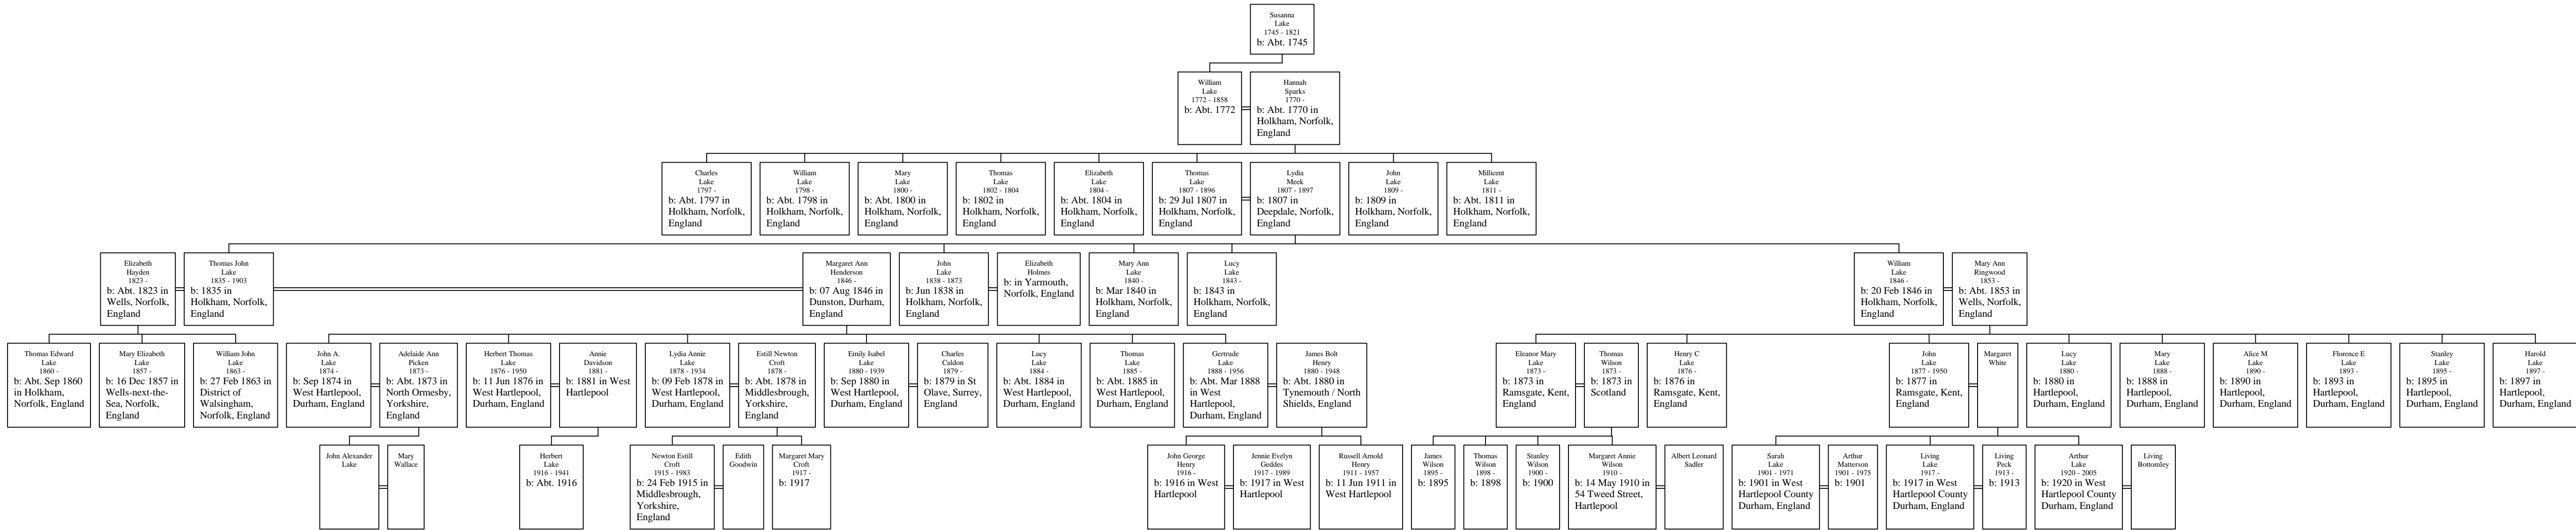 Susanna
Lake
1745 - 1821
b: Abt. 1745
William
Lake
1772 - 1858
b: Abt. 1772
Hannah
Sparks
1770 -
b: Abt. 1770 in
Holkham, Norfolk,
England
Charles
Lake
1797 -
b: Abt. 1797 in
Holkham, Norfolk,
England
William
Lake
1798 -
b: Abt. 1798 in
Holkham, Norfolk,
England
Mary
Lake
1800 -
b: Abt. 1800 in
Holkham, Norfolk,
England
Thomas
Lake
1802 - 1804
b: 1802 in
Holkham, Norfolk,
England
Elizabeth
Lake
1804 -
b: Abt. 1804 in
Holkham, Norfolk,
England
Thomas
Lake
1807 - 1896
b: 29 Jul 1807 in
Holkham, Norfolk,
England
Lydia
Meek
1807 - 1897
b: 1807 in
Deepdale, Norfolk,
England
John
Lake
1809 -
b: 1809 in
Holkham, Norfolk,
England
Millicent
Lake
1811 -
b: Abt. 1811 in
Holkham, Norfolk,
England
Elizabeth
Hayden
1823 -
b: Abt. 1823 in
Wells, Norfolk,
England
Thomas John
Lake
1835 - 1903
b: 1835 in
Holkham, Norfolk,
England
Margaret Ann
Henderson
1846 -
b: 07 Aug 1846 in
Dunston, Durham,
England
John
Lake
1838 - 1873
b: Jun 1838 in
Holkham, Norfolk,
England
Elizabeth
Holmes
b: in Yarmouth,
Norfolk, England
Mary Ann
Lake
1840 -
b: Mar 1840 in
Holkham, Norfolk,
England
Lucy
Lake
1843 -
b: 1843 in
Holkham, Norfolk,
England
William
Lake
1846 -
b: 20 Feb 1846 in
Holkham, Norfolk,
England
Mary Ann
Ringwood
1853 -
b: Abt. 1853 in
Wells, Norfolk,
England
Thomas Edward
Lake
1860 -
b: Abt. Sep 1860
in Holkham,
Norfolk, England
Mary Elizabeth
Lake
1857 -
b: 16 Dec 1857 in
Wells-next-the-
Sea, Norfolk,
England
William John
Lake
1863 -
b: 27 Feb 1863 in
District of
Walsingham,
Norfolk, England
John A.
Lake
1874 -
b: Sep 1874 in
West Hartlepool,
Durham, England
Adelaide Ann
Picken
1873 -
b: Abt. 1873 in
North Ormesby,
Yorkshire,
England
Herbert Thomas
Lake
1876 - 1950
b: 11 Jun 1876 in
West Hartlepool,
Durham, England
Annie
Davidson
1881 -
b: 1881 in West
Hartlepool
Lydia Annie
Lake
1878 - 1934
b: 09 Feb 1878 in
West Hartlepool,
Durham, England
Estill Newton
Croft
1878 -
b: Abt. 1878 in
Middlesbrough,
Yorkshire,
England
Emily Isabel
Lake
1880 - 1939
b: Sep 1880 in
West Hartlepool,
Durham, England
Charles
Caldon
1879 -
b: 1879 in St
Olave, Surrey,
England
Lucy
Lake
1884 -
b: Abt. 1884 in
West Hartlepool,
Durham, England
Thomas
Lake
1885 -
b: Abt. 1885 in
West Hartlepool,
Durham, England
Gertrude
Lake
1888 - 1956
b: Abt. Mar 1888
in West
Hartlepool,
Durham, England
James Bolt
Henry
1880 - 1948
b: Abt. 1880 in
Tynemouth / North
Shields, England
Eleanor Mary
Lake
1873 -
b: 1873 in
Ramsgate, Kent,
England
Thomas
Wilson
1873 -
b: 1873 in
Scotland
Henry C
Lake
1876 -
b: 1876 in
Ramsgate, Kent,
England
John
Lake
1877 - 1950
b: 1877 in
Ramsgate, Kent,
England
Margaret
White
Lucy
Lake
1880 -
b: 1880 in
Hartlepool,
Durham, England
Mary
Lake
1888 -
b: 1888 in
Hartlepool,
Durham, England
Alice M
Lake
1890 -
b: 1890 in
Hartlepool,
Durham, England
Florence E
Lake
1893 -
b: 1893 in
Hartlepool,
Durham, England
Stanley
Lake
1895 -
b: 1895 in
Hartlepool,
Durham, England
Harold
Lake
1897 -
b: 1897 in
Hartlepool,
Durham, England
John Alexander
Lake
Mary
Wallace
Herbert
Lake
1916 - 1941
b: Abt. 1916
Newton Estill
Croft
1915 - 1983
b: 24 Feb 1915 in
Middlesbrough,
Yorkshire,
England
Edith
Goodwin
Margaret Mary
Croft
1917 -
b: 1917
John George
Henry
1916 -
b: 1916 in West
Hartlepool
Jennie Evelyn
Geddes
1917 - 1989
b: 1917 in West
Hartlepool
Russell Arnold
Henry
1911 - 1957
b: 11 Jun 1911 in
West Hartlepool
James
Wilson
1895 -
b: 1895
Thomas
Wilson
1898 -
b: 1898
Stanley
Wilson
1900 -
b: 1900
Margaret Annie
Wilson
1910 -
b: 14 May 1910 in
54 Tweed Street,
Hartlepool
Albert Leonard
Sadler
Sarah
Lake
1901 - 1971
b: 1901 in West
Hartlepool County
Durham, England
Arthur
Matterson
1901 - 1975
b: 1901
Living
Lake
1917 -
b: 1917 in West
Hartlepool County
Durham, England
Living
Peck
1913 -
b: 1913
Arthur
Lake
1920 - 2005
b: 1920 in West
Hartlepool County
Durham, England
Living
Bottomley